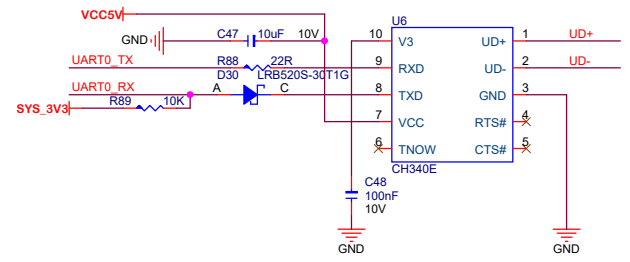 VCC5V
U6
GND C47 10uF 10V 10 V3 UD+ 1 UD+
UART0_TX R88 22R 9 RXD UD- 2 UD-
D30 LRB520S-30T1G
UART0_RX A C 8 TXD GND 3
SYS_3V3 R89 10K 7 VCC RTS# 4
6 TNOW CTS# 5
CH340E
C48
100nF
10V
GND GND